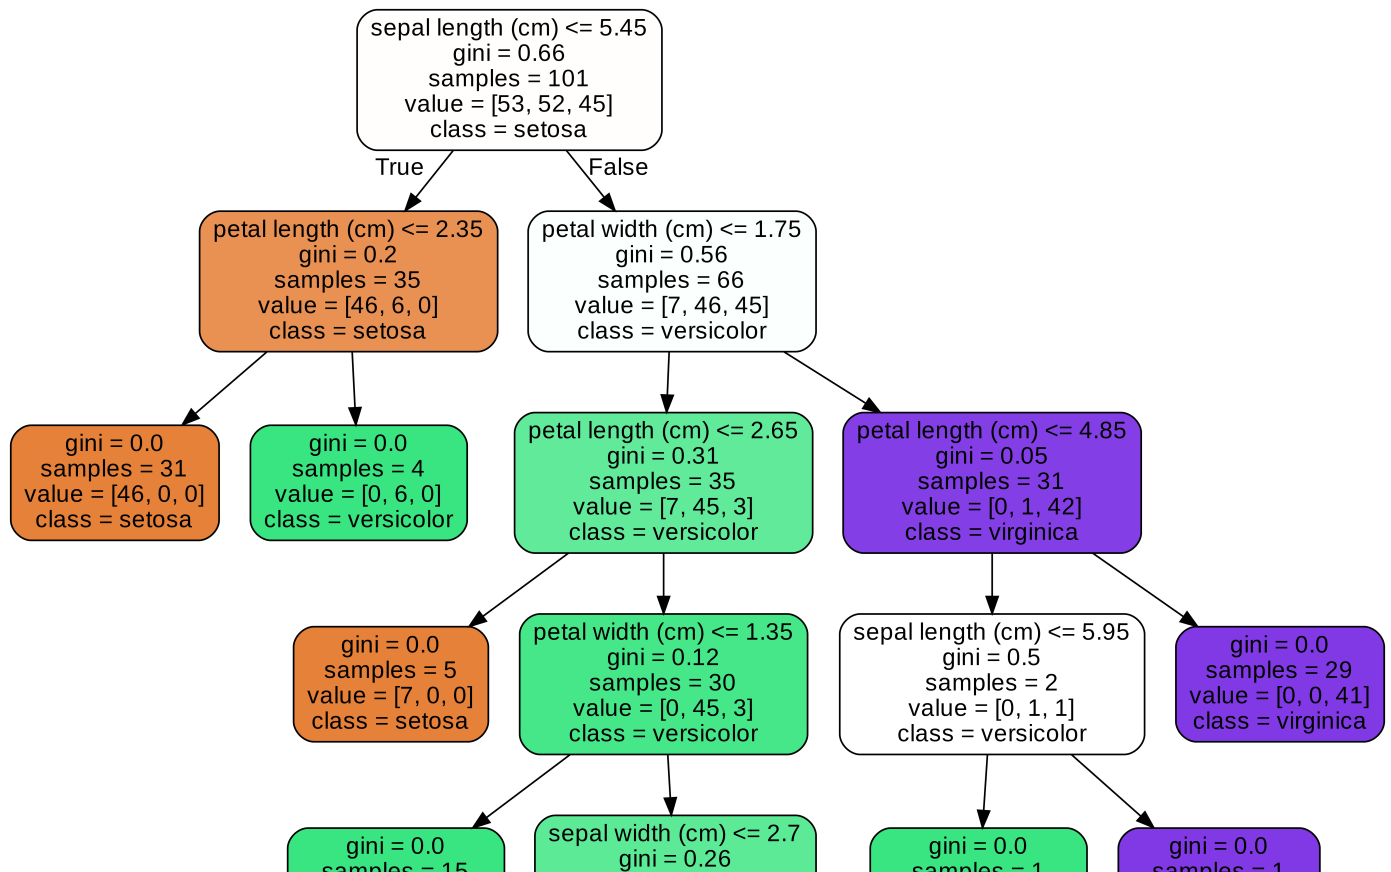 sepal length (cm) <= 5.45
gini = 0.66
samples = 101
value = [53, 52, 45]
class = setosa
True
False
petal length (cm) <= 2.35
gini = 0.2
samples = 35
value = [46, 6, 0]
class = setosa
petal width (cm) <= 1.75
gini = 0.56
samples = 66
value = [7, 46, 45]
class = versicolor
gini = 0.0
samples = 31
value = [46, 0, 0]
class = setosa
gini = 0.0
samples = 4
value = [0, 6, 0]
class = versicolor
petal length (cm) <= 2.65
gini = 0.31
samples = 35
value = [7, 45, 3]
class = versicolor
petal length (cm) <= 4.85
gini = 0.05
samples = 31
value = [0, 1, 42]
class = virginica
gini = 0.0
samples = 5
value = [7, 0, 0]
class = setosa
petal width (cm) <= 1.35
gini = 0.12
samples = 30
value = [0, 45, 3]
class = versicolor
sepal length (cm) <= 5.95
gini = 0.5
samples = 2
value = [0, 1, 1]
class = versicolor
gini = 0.0
samples = 29
value = [0, 0, 41]
class = virginica
gini = 0.0
samples = 15
sepal width (cm) <= 2.7
gini = 0.26
gini = 0.0
samples = 1
gini = 0.0
samples = 1